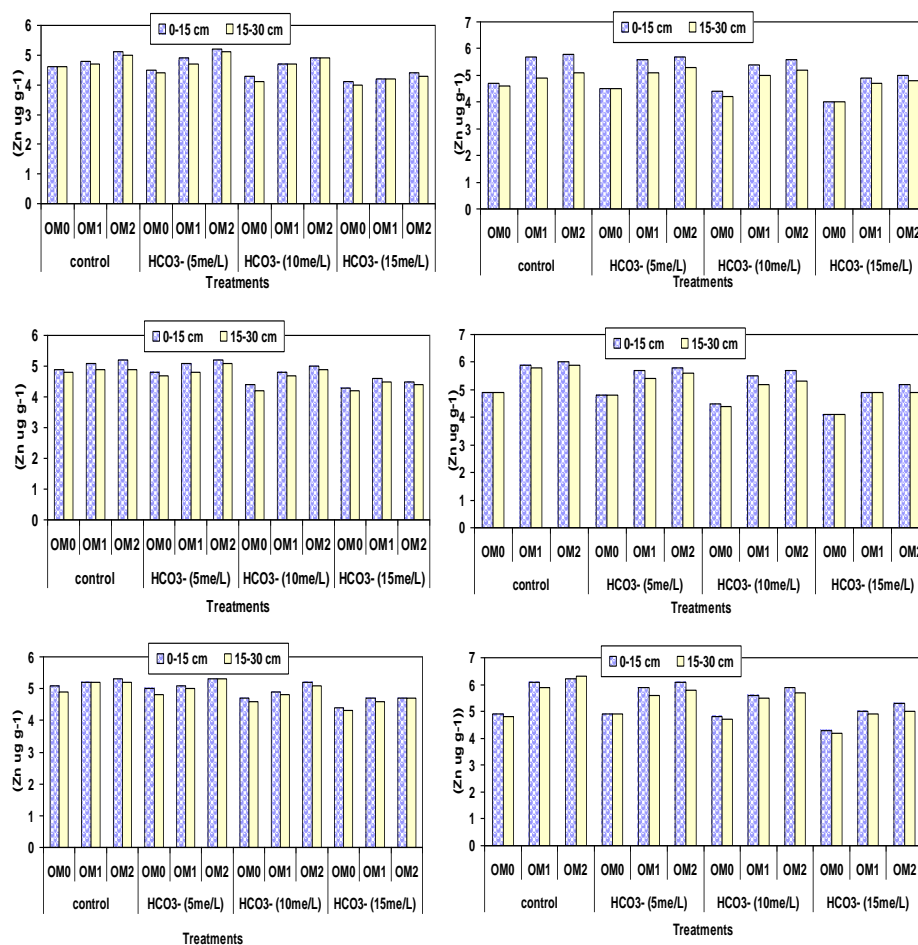 0-15 cm 15-30 cm
(Zn ug g-1)
6
5
4
3
2
1
0
OM0 OM1 OM2 OM0 OM1 OM2 OM0 OM1 OM2 OM0 OM1 OM2
control HCO3- (5me/L) HCO3- (10me/L) HCO3- (15me/L)
Treatments
0-15 cm 15-30 cm
(Zn ug g-1)
7
6
5
4
3
2
1
0
OM0 OM1 OM2 OM0 OM1 OM2 OM0 OM1 OM2 OM0 OM1 OM2
control HCO3- (5me/L) HCO3- (10me/L) HCO3- (15me/L)
Treatments
0-15 cm 15-30 cm
(Zn ug g-1)
6
5
4
3
2
1
0
OM0 OM1 OM2 OM0 OM1 OM2 OM0 OM1 OM2 OM0 OM1 OM2
control HCO3- (5me/L) HCO3- (10me/L) HCO3- (15me/L)
Treatments
0-15 cm 15-30 cm
(Zn ug g-1)
7
6
5
4
3
2
1
0
OM0 OM1 OM2 OM0 OM1 OM2 OM0 OM1 OM2 OM0 OM1 OM2
control HCO3- (5me/L) HCO3- (10me/L) HCO3- (15me/L)
Treatments
0-15 cm 15-30 cm
(Zn ug g-1)
6
5
4
3
2
1
0
OM0 OM1 OM2 OM0 OM1 OM2 OM0 OM1 OM2 OM0 OM1 OM2
control HCO3- (5me/L) HCO3- (10me/L) HCO3- (15me/L)
Treatments
0-15 cm 15-30 cm
(Zn ug g-1))
7
6
5
4
3
2
1
0
OM0 OM1 OM2 OM0 OM1 OM2 OM0 OM1 OM2 OM0 OM1 OM2
control HCO3- (5me/L) HCO3- (10me/L) HCO3- (15me/L)
Treatments